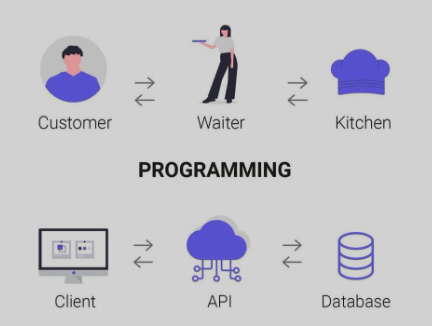 Customer Waiter Kitchen
PROGRAMMING
Client API Database